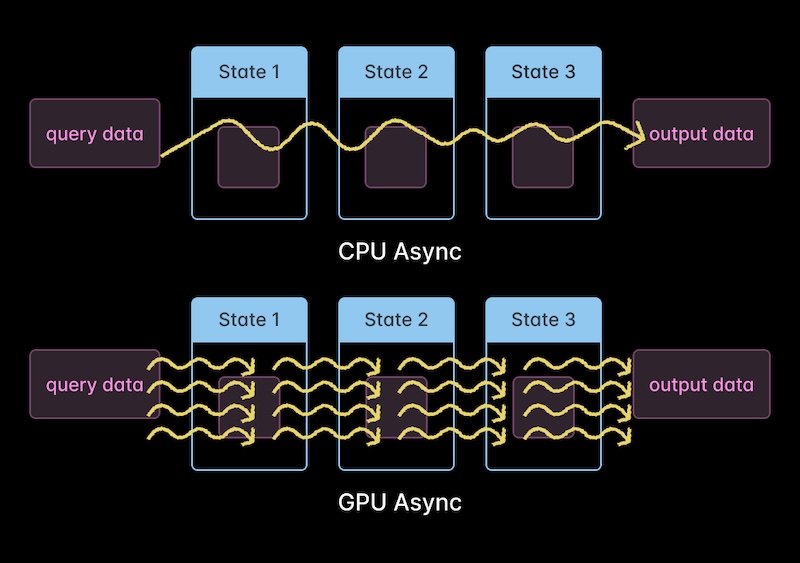 State 1
State 2
State 3
query data
output data
CPU Async
State 1
State 2
State 3
query data
output data
GPU Async